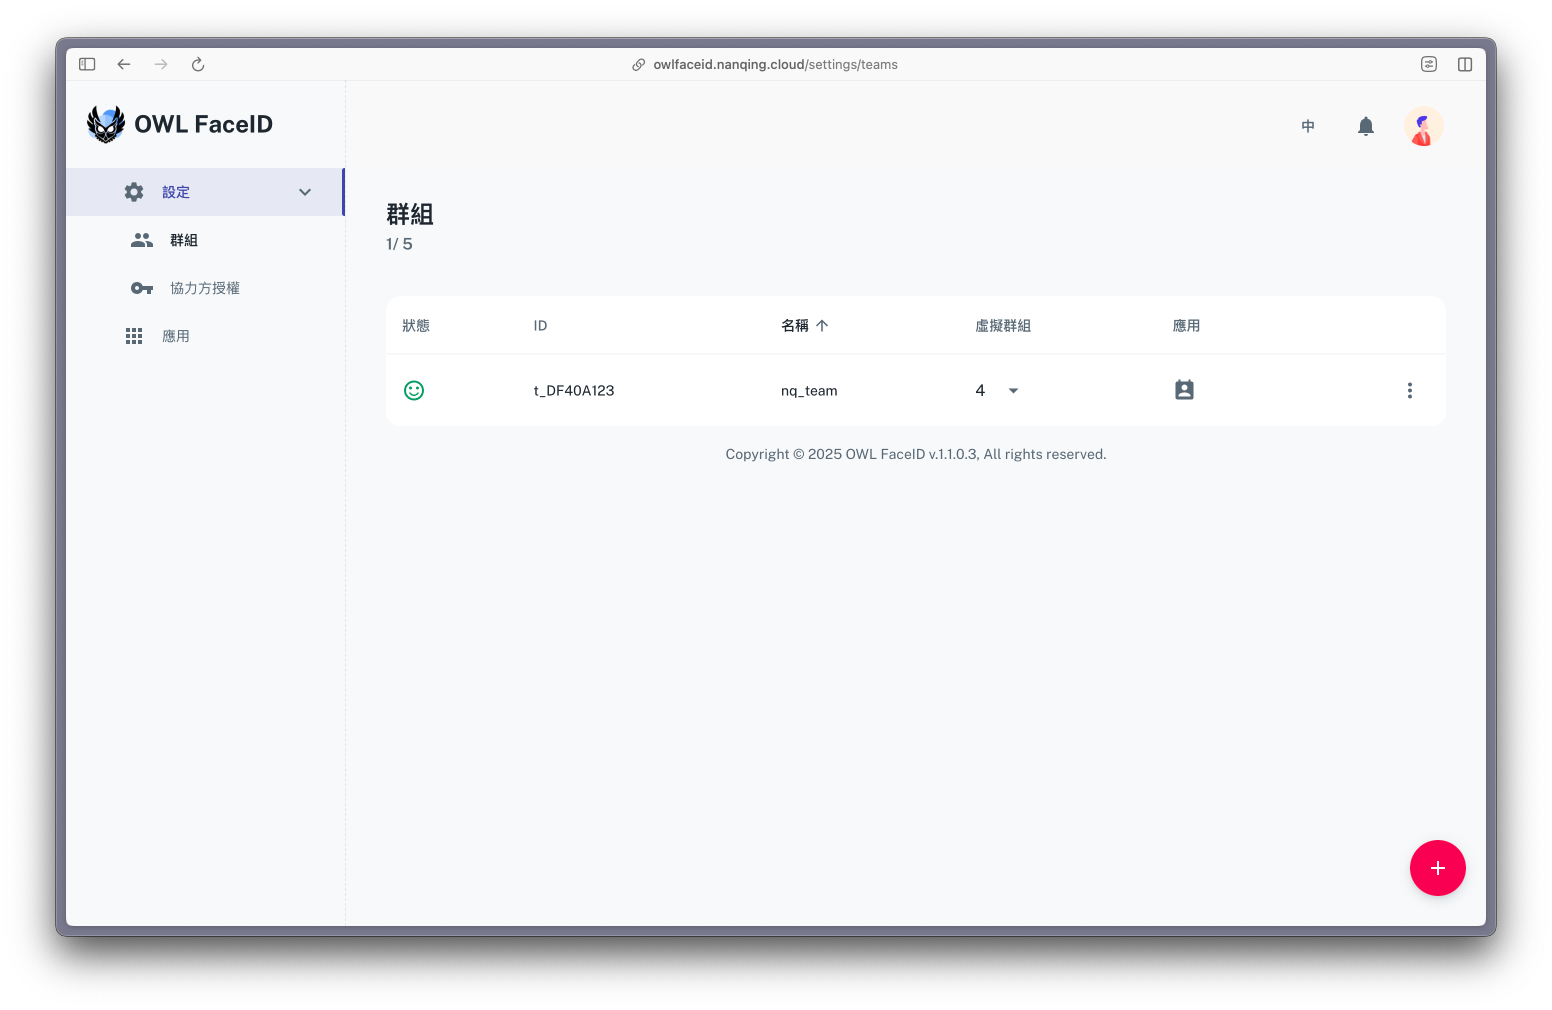 owlfaceid.nanqing.cloud/settings/teams
OWL FaceID
中
設定
群組
協力方授權
應用
群組
1/ 5
狀態 ID 名稱 虛擬群組 應用
t_DF40A123 nq_team 4
Copyright © 2025 OWL FaceID v.1.1.0.3, All rights reserved.